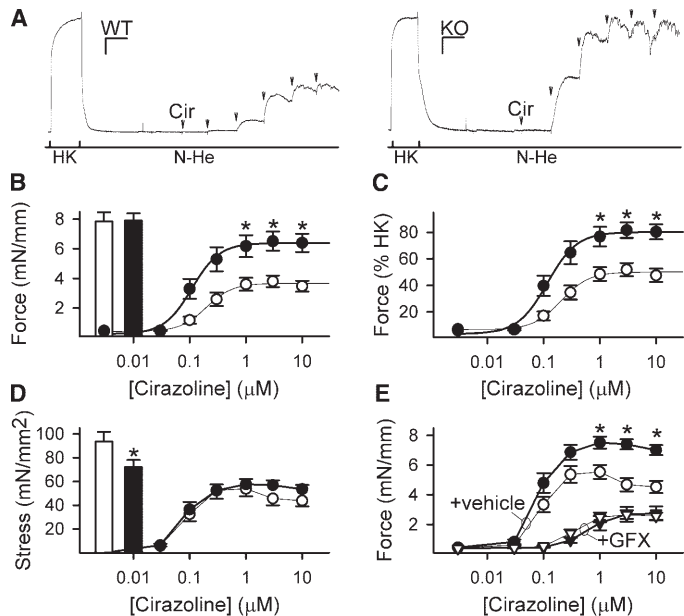 A
WT
KO
Cir
Cir
HK
N-He
HK
N-He
B
C
Force (mN/mm)
8
6
4
2
* * *
0.01 0.1 1 10
[Cirazoline] (µM)
Force (% HK)
80
60
40
20
* * *
0.01 0.1 1 10
[Cirazoline] (µM)
D
E
Stress (mN/mm2)
100
80
60
40
20
*
0.01 0.1 1 10
[Cirazoline] (µM)
Force (mN/mm)
8
6
4
2
* * *
+vehicle
+GFX
0.01 0.1 1 10
[Cirazoline] (µM)